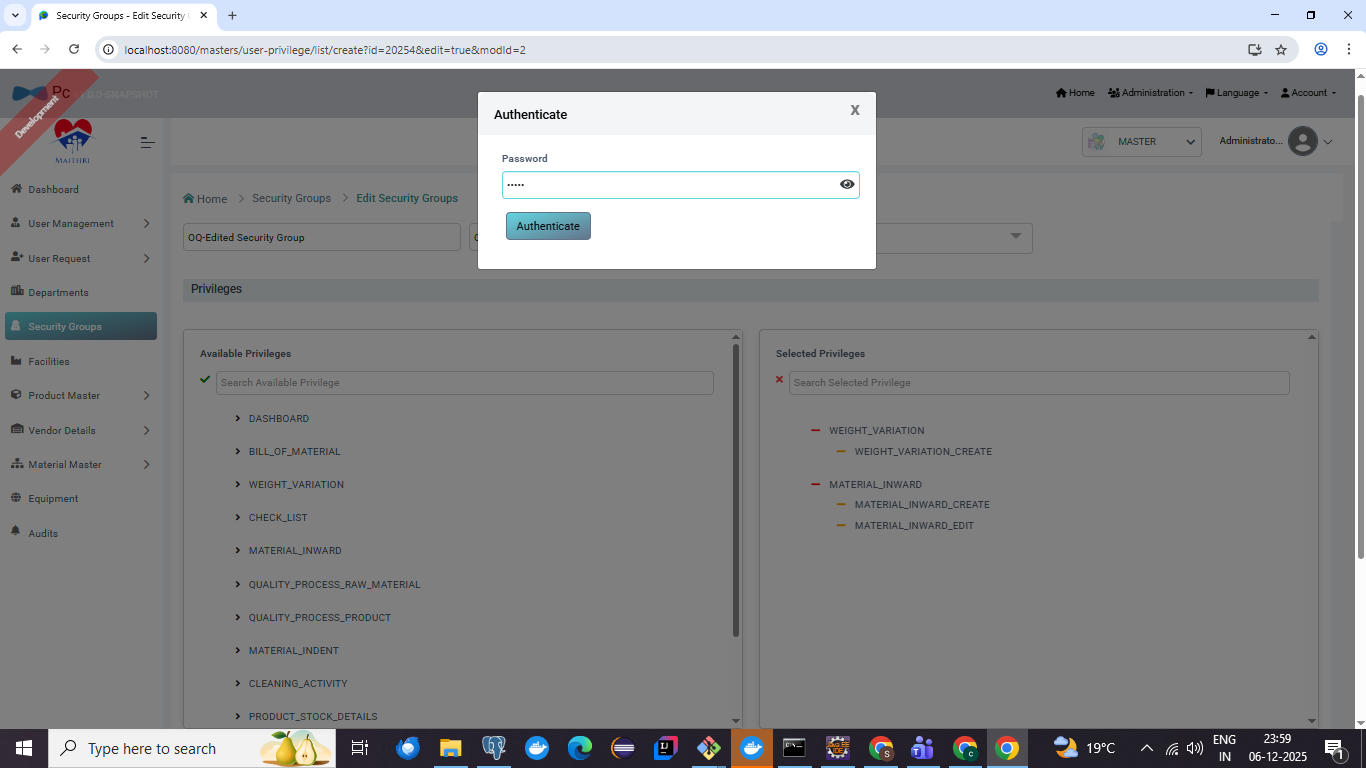 Security Groups - Edit Security
localhost:8080/masters/user-privilege/list/create?id=20254&edit=true&modId=2
Pc
SNAPSHOT
Development
Home
Administration
Language
Account
MAITHRI
MASTER
Administrato...
Authenticate
X
Password
•••••
Authenticate
Dashboard
User Management
User Request
Departments
Security Groups
Facilities
Product Master
Vendor Details
Material Master
Equipment
Audits
Home
Security Groups
Edit Security Groups
OQ-Edited Security Group
Privileges
Available Privileges
Search Available Privilege
DASHBOARD
BILL_OF_MATERIAL
WEIGHT_VARIATION
CHECK_LIST
MATERIAL_INWARD
QUALITY_PROCESS_RAW_MATERIAL
QUALITY_PROCESS_PRODUCT
MATERIAL_INDENT
CLEANING_ACTIVITY
PRODUCT_STOCK_DETAILS
Selected Privileges
Search Selected Privilege
WEIGHT_VARIATION
WEIGHT_VARIATION_CREATE
MATERIAL_INWARD
MATERIAL_INWARD_CREATE
MATERIAL_INWARD_EDIT
Type here to search
19°C
ENG
IN
23:59
06-12-2025
1